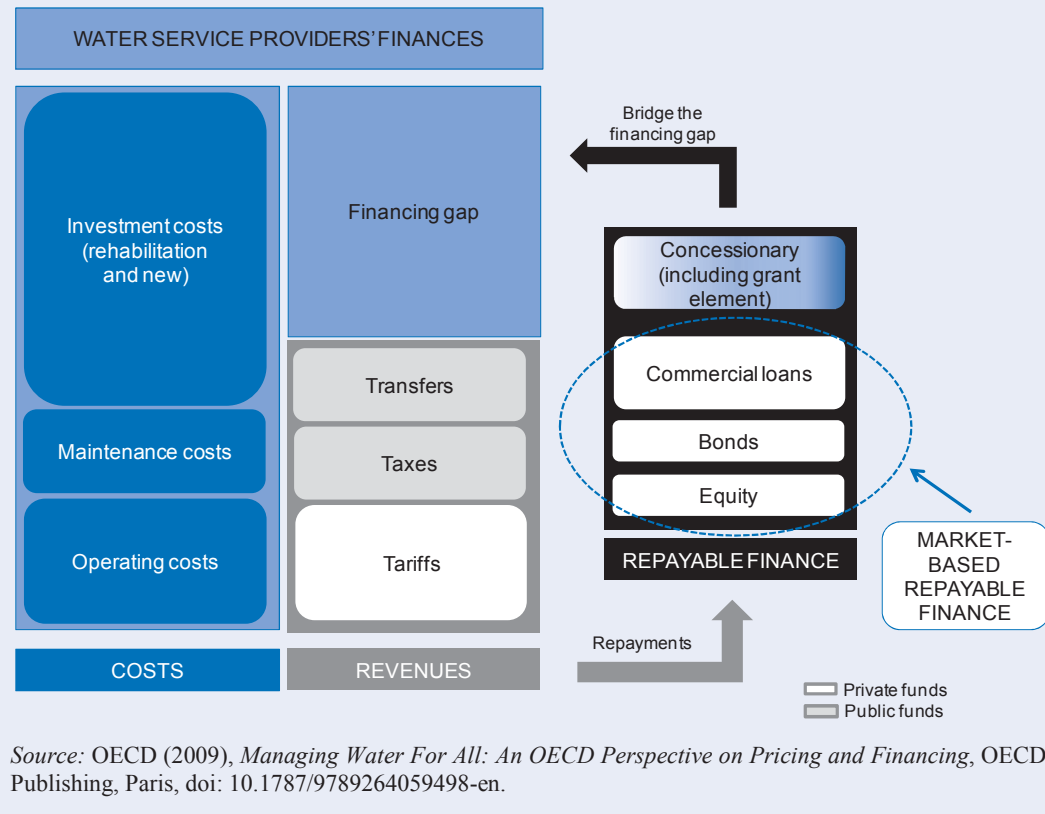 WATER SERVICE PROVIDERS' FINANCES
Investment costs
(rehabilitation
and new)
Maintenance costs
Operating costs
COSTS
Financing gap
Transfers
Taxes
Tariffs
REVENUES
Bridge the
financing gap
Concessionary
(including grant
element)
Commercial loans
Bonds
Equity
REPAYABLE FINANCE
MARKET-
BASED
REPAYABLE
FINANCE
Repayments
Private funds
Public funds
Source: OECD (2009), Managing Water For All: An OECD Perspective on Pricing and Financing, OECD
Publishing, Paris, doi: 10.1787/9789264059498-en.